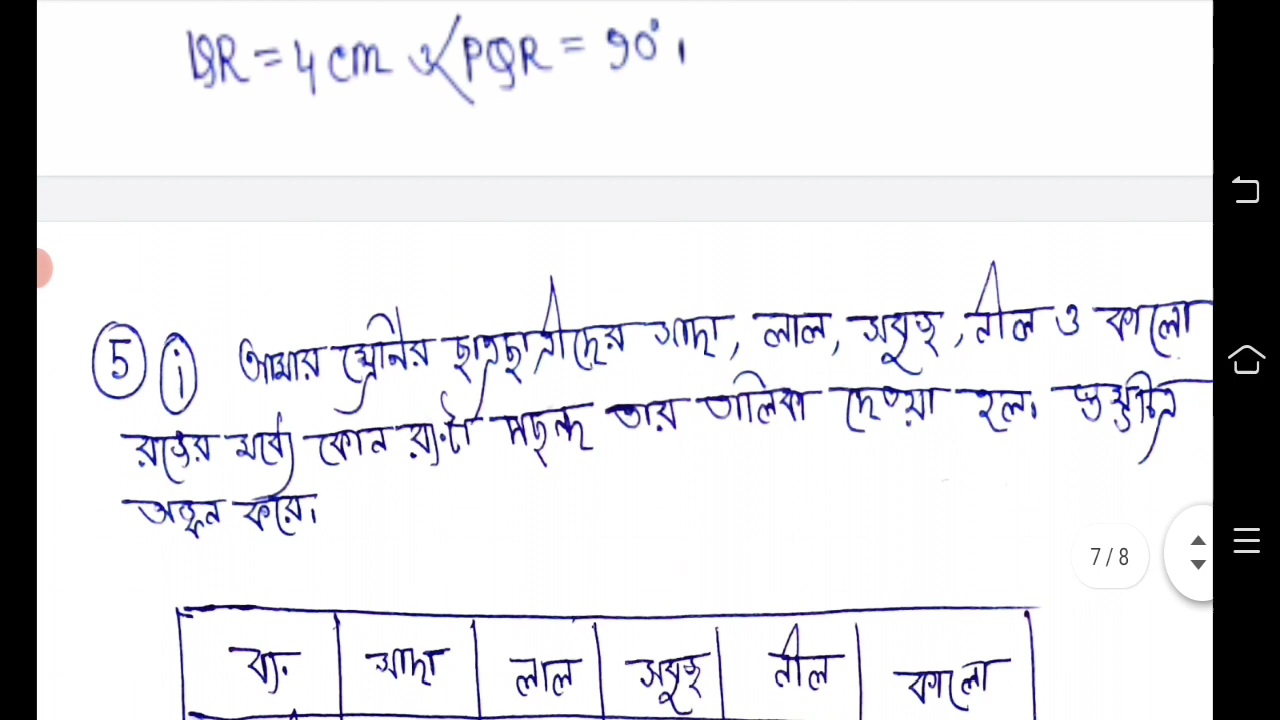 QR = 4 cm ও ∠PQR = 90°।
5 i আমার শ্রেনির ছাত্রছাত্রীদের সাদা, লাল, সবুজ, নীল ও কালো
রঙের মধ্যে কোন রংটা পছন্দ তার তালিকা দেওয়া হল। স্তম্ভচিত্র
অঙ্কন করো।
7 / 8
রং সাদা লাল সবুজ নীল কালো